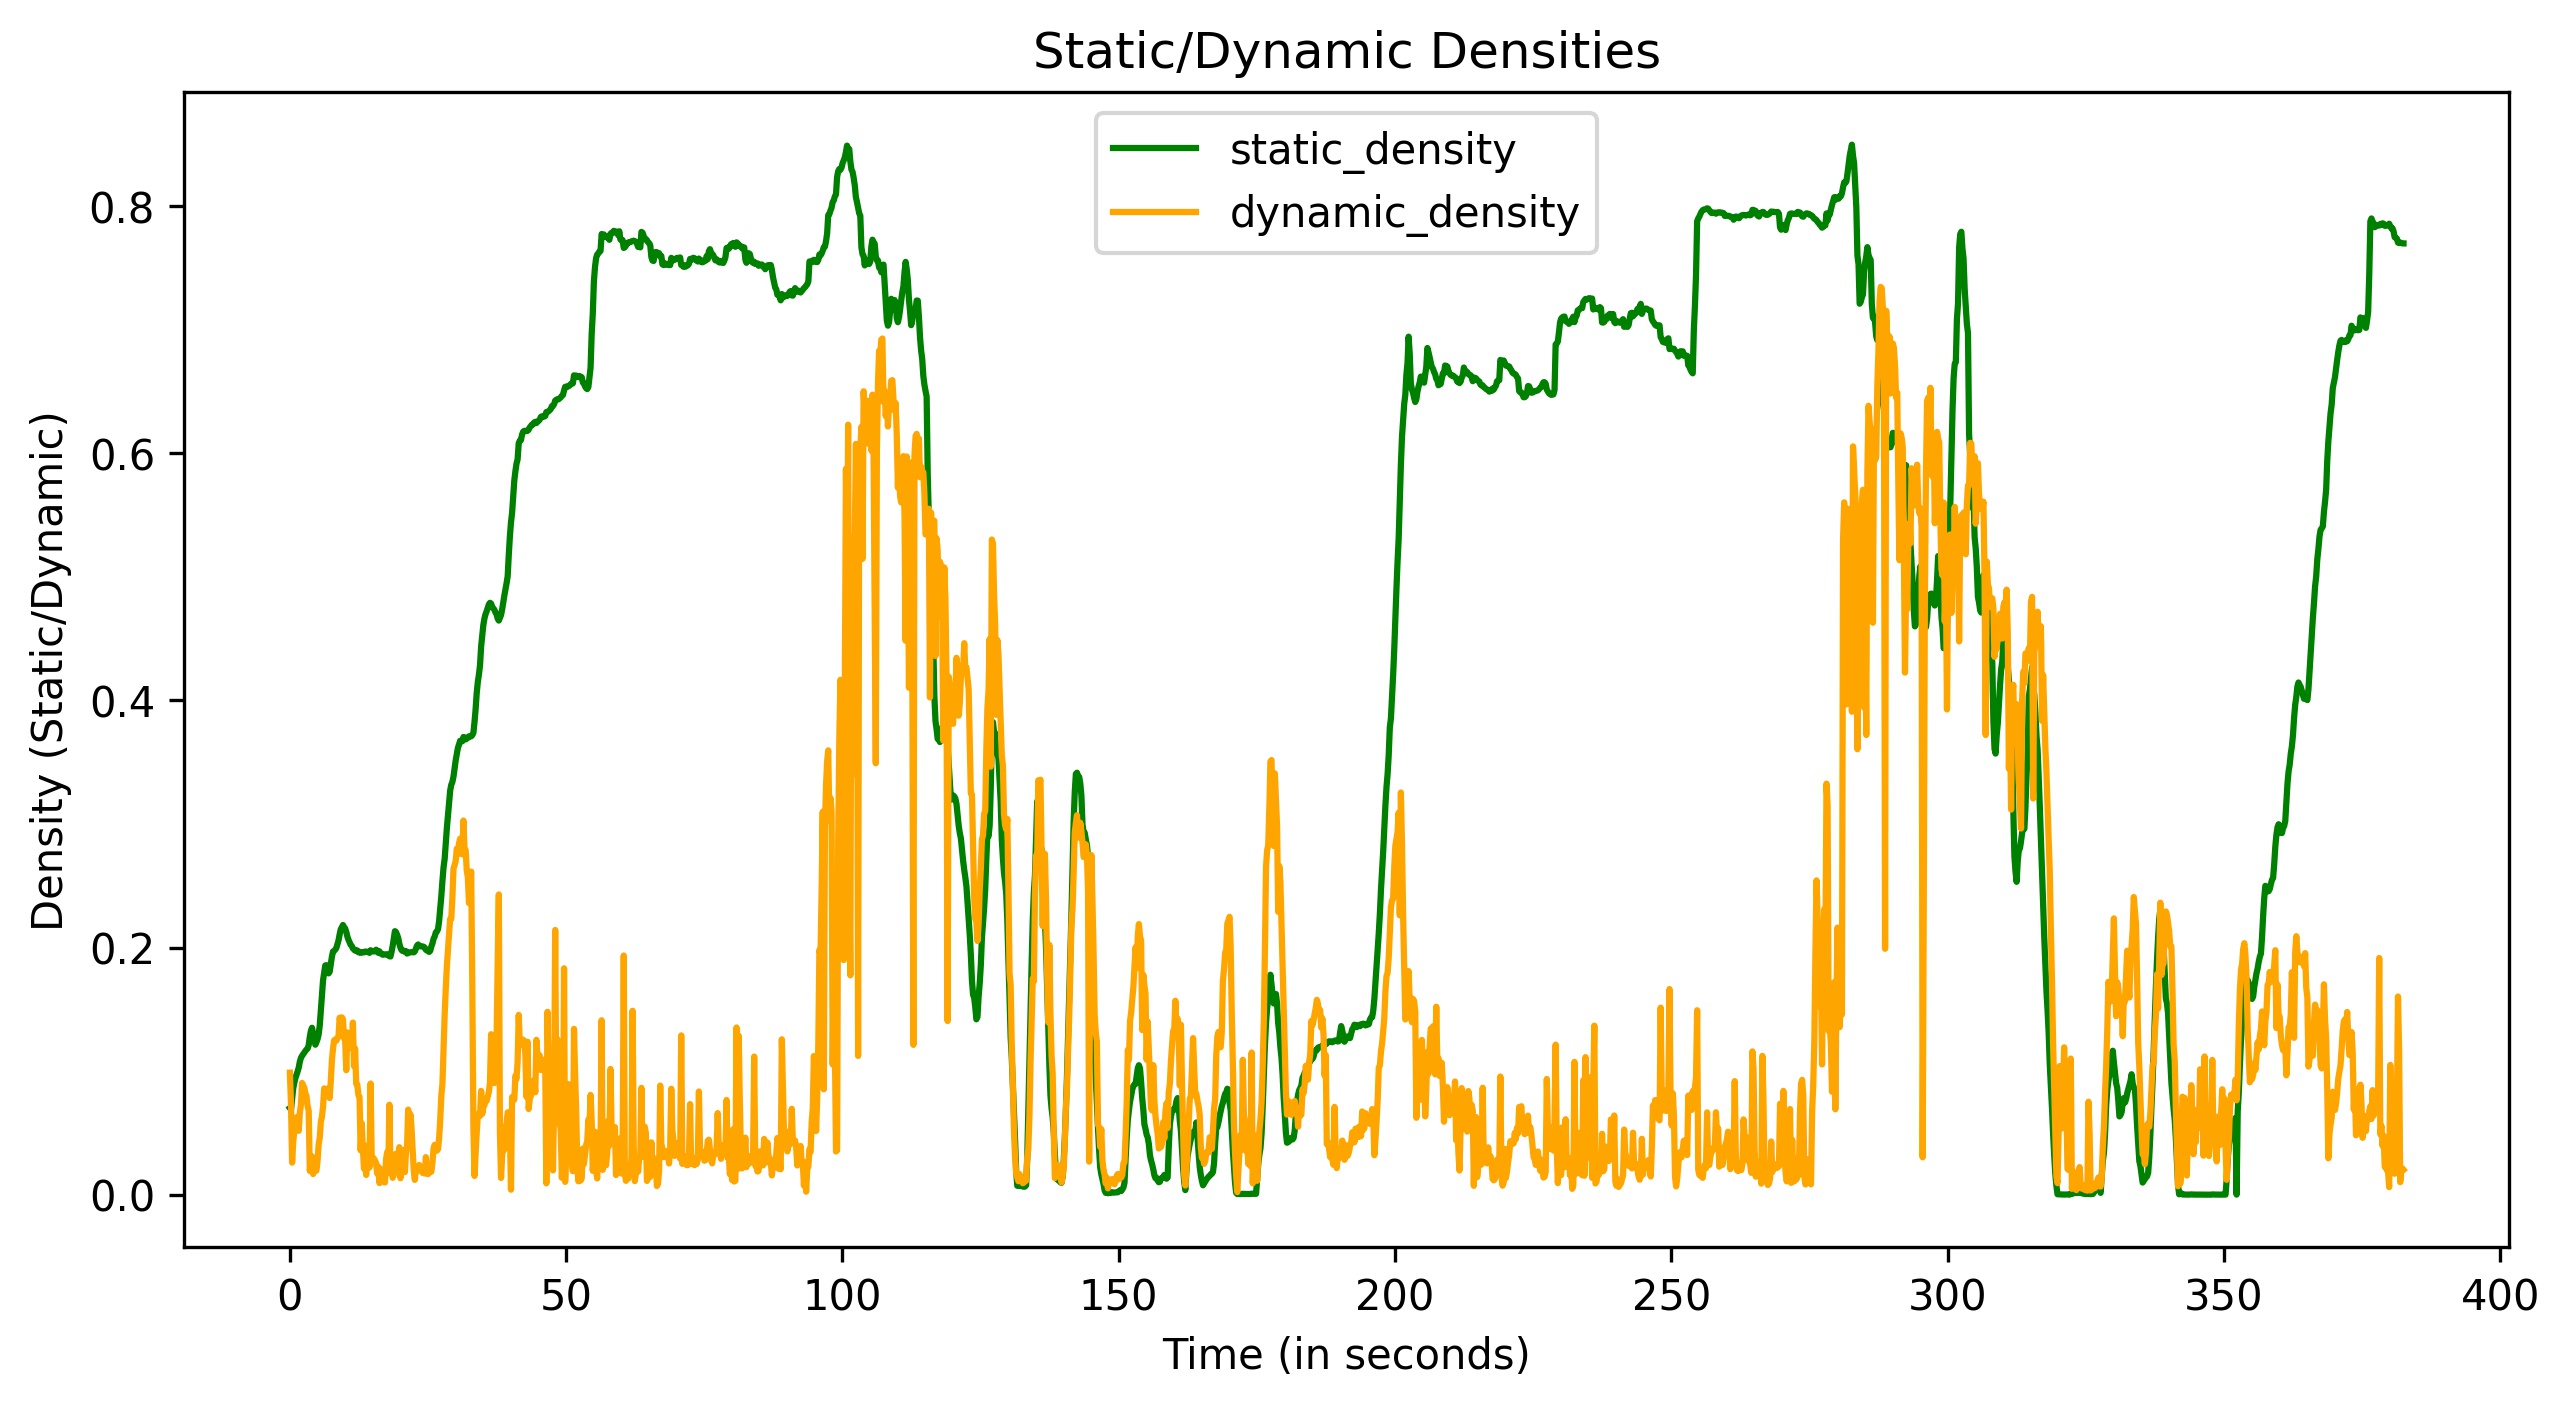 Static/Dynamic Densities
static_density
dynamic_density
Density (Static/Dynamic)
0.8
0.6
0.4
0.2
0.0
0 50 100 150 200 250 300 350 400
Time (in seconds)